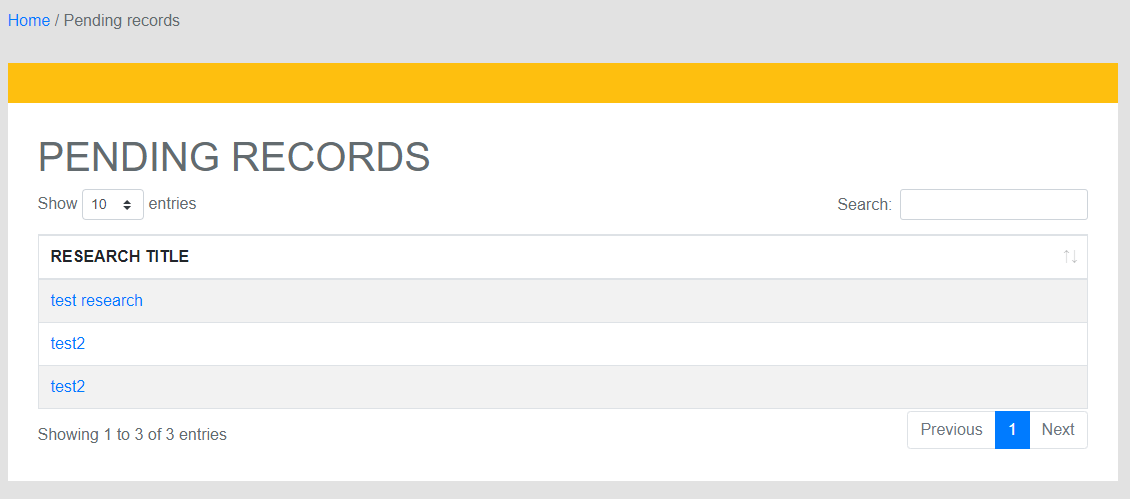 Home / Pending records
PENDING RECORDS
Show 10 entries
Search:
RESEARCH TITLE
test research
test2
test2
Showing 1 to 3 of 3 entries
Previous 1 Next